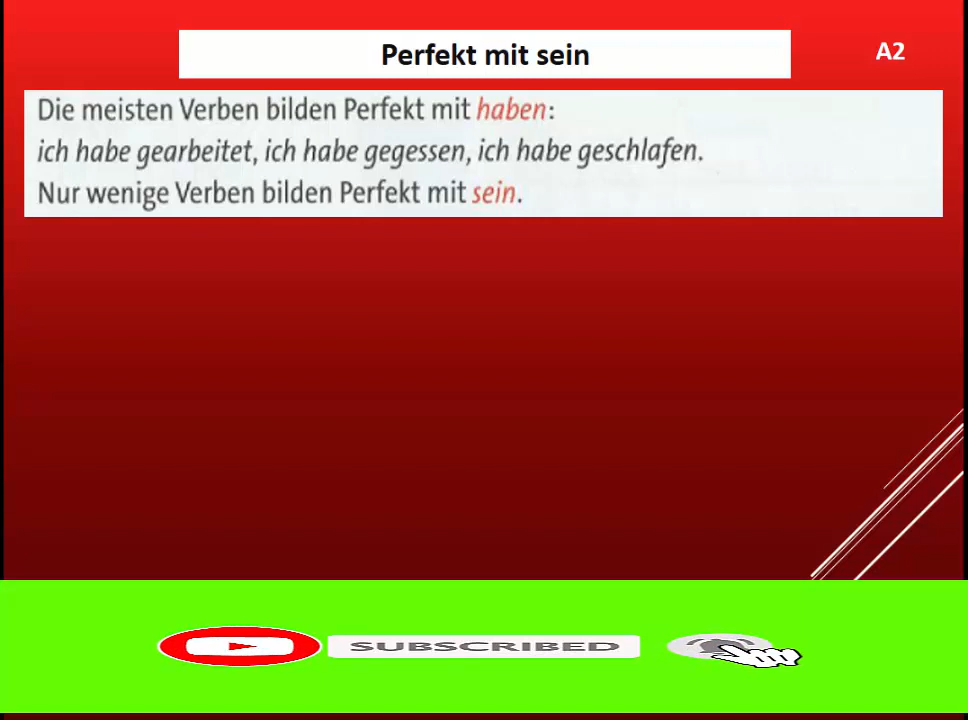 Perfekt mit sein
A2
Die meisten Verben bilden Perfekt mit haben:
ich habe gearbeitet, ich habe gegessen, ich habe geschlafen.
Nur wenige Verben bilden Perfekt mit sein.
SUBSCRIBED